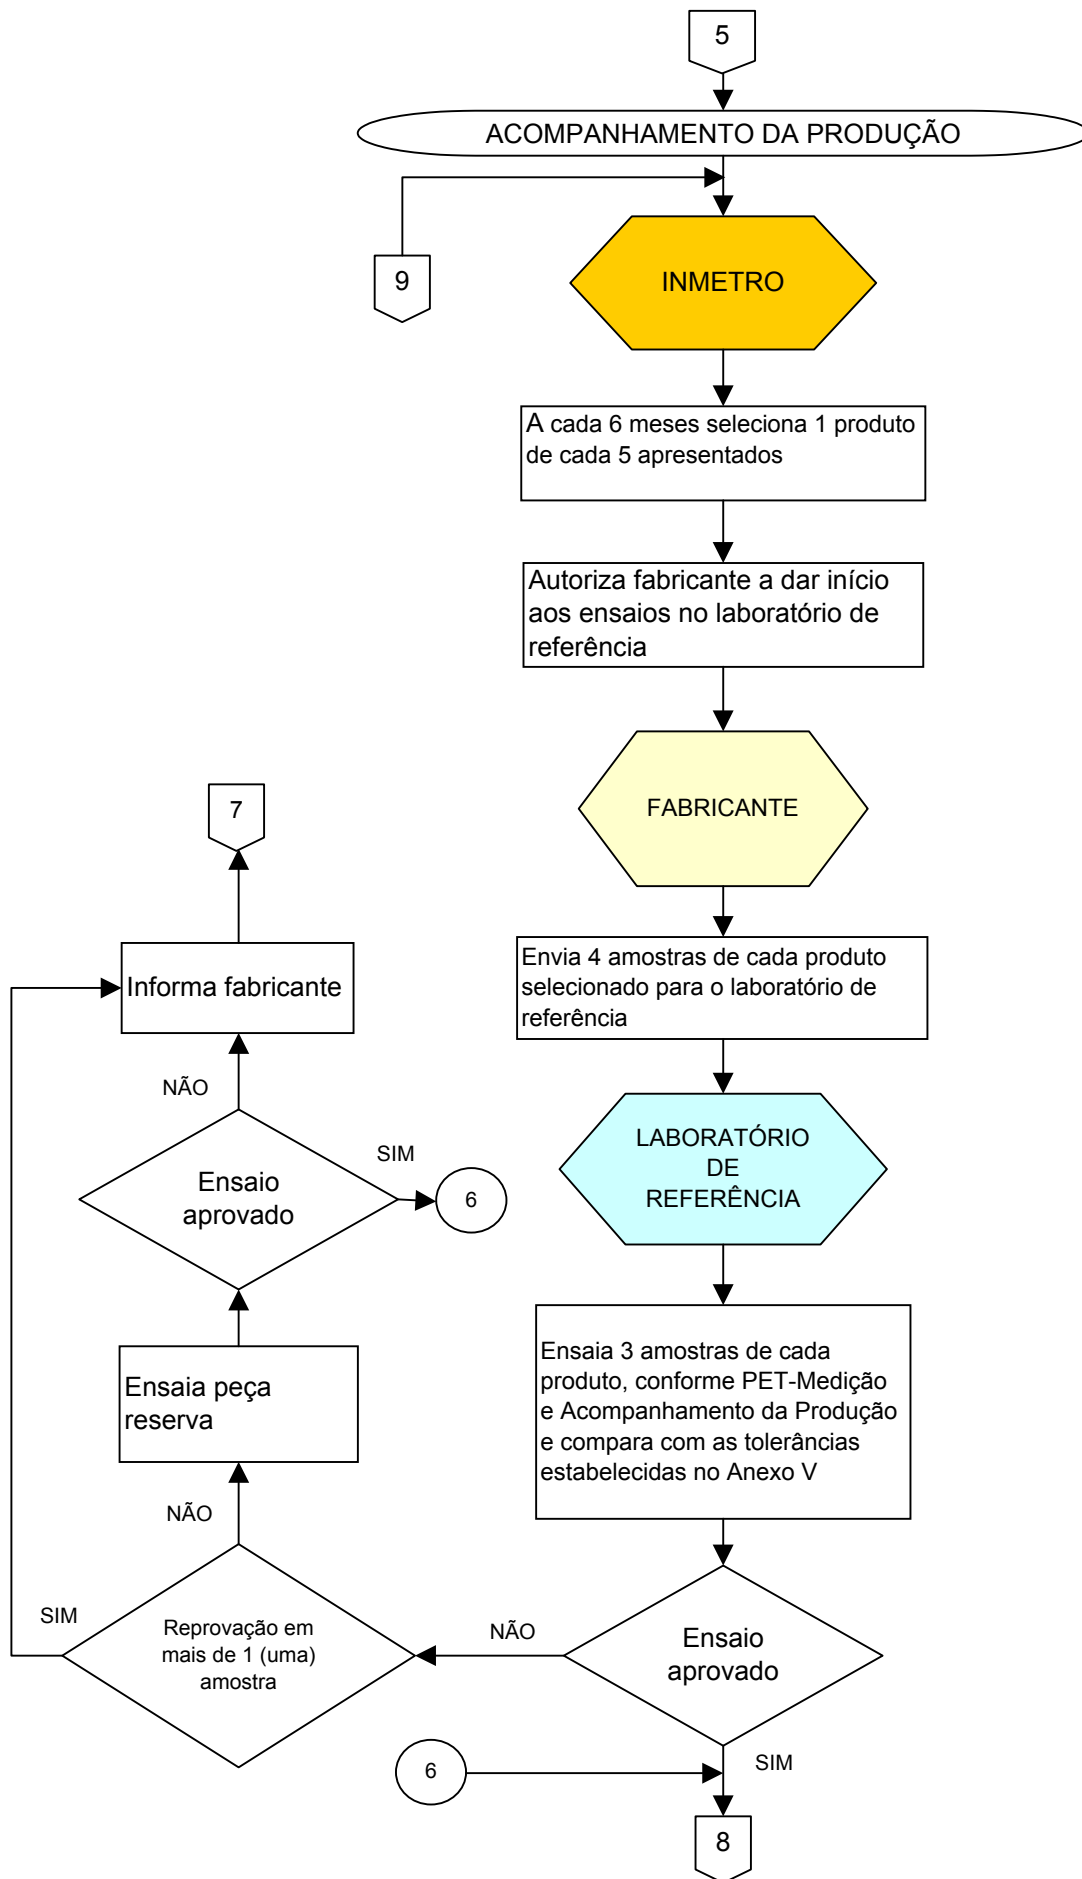 5
ACOMPANHAMENTO DA PRODUÇÃO
9
INMETRO
A cada 6 meses seleciona 1 produto
de cada 5 apresentados
Autoriza fabricante a dar início
aos ensaios no laboratório de
referência
FABRICANTE
Envia 4 amostras de cada produto
selecionado para o laboratório de
referência
LABORATÓRIO
DE
REFERÊNCIA
Ensaia 3 amostras de cada
produto, conforme PET-Medição
e Acompanhamento da Produção
e compara com as tolerâncias
estabelecidas no Anexo V
Ensaio
aprovado
NÃO
SIM
Reprovação em
mais de 1 (uma)
amostra
SIM
NÃO
Ensaia peça
reserva
Ensaio
aprovado
SIM
6
NÃO
Informa fabricante
7
6
8